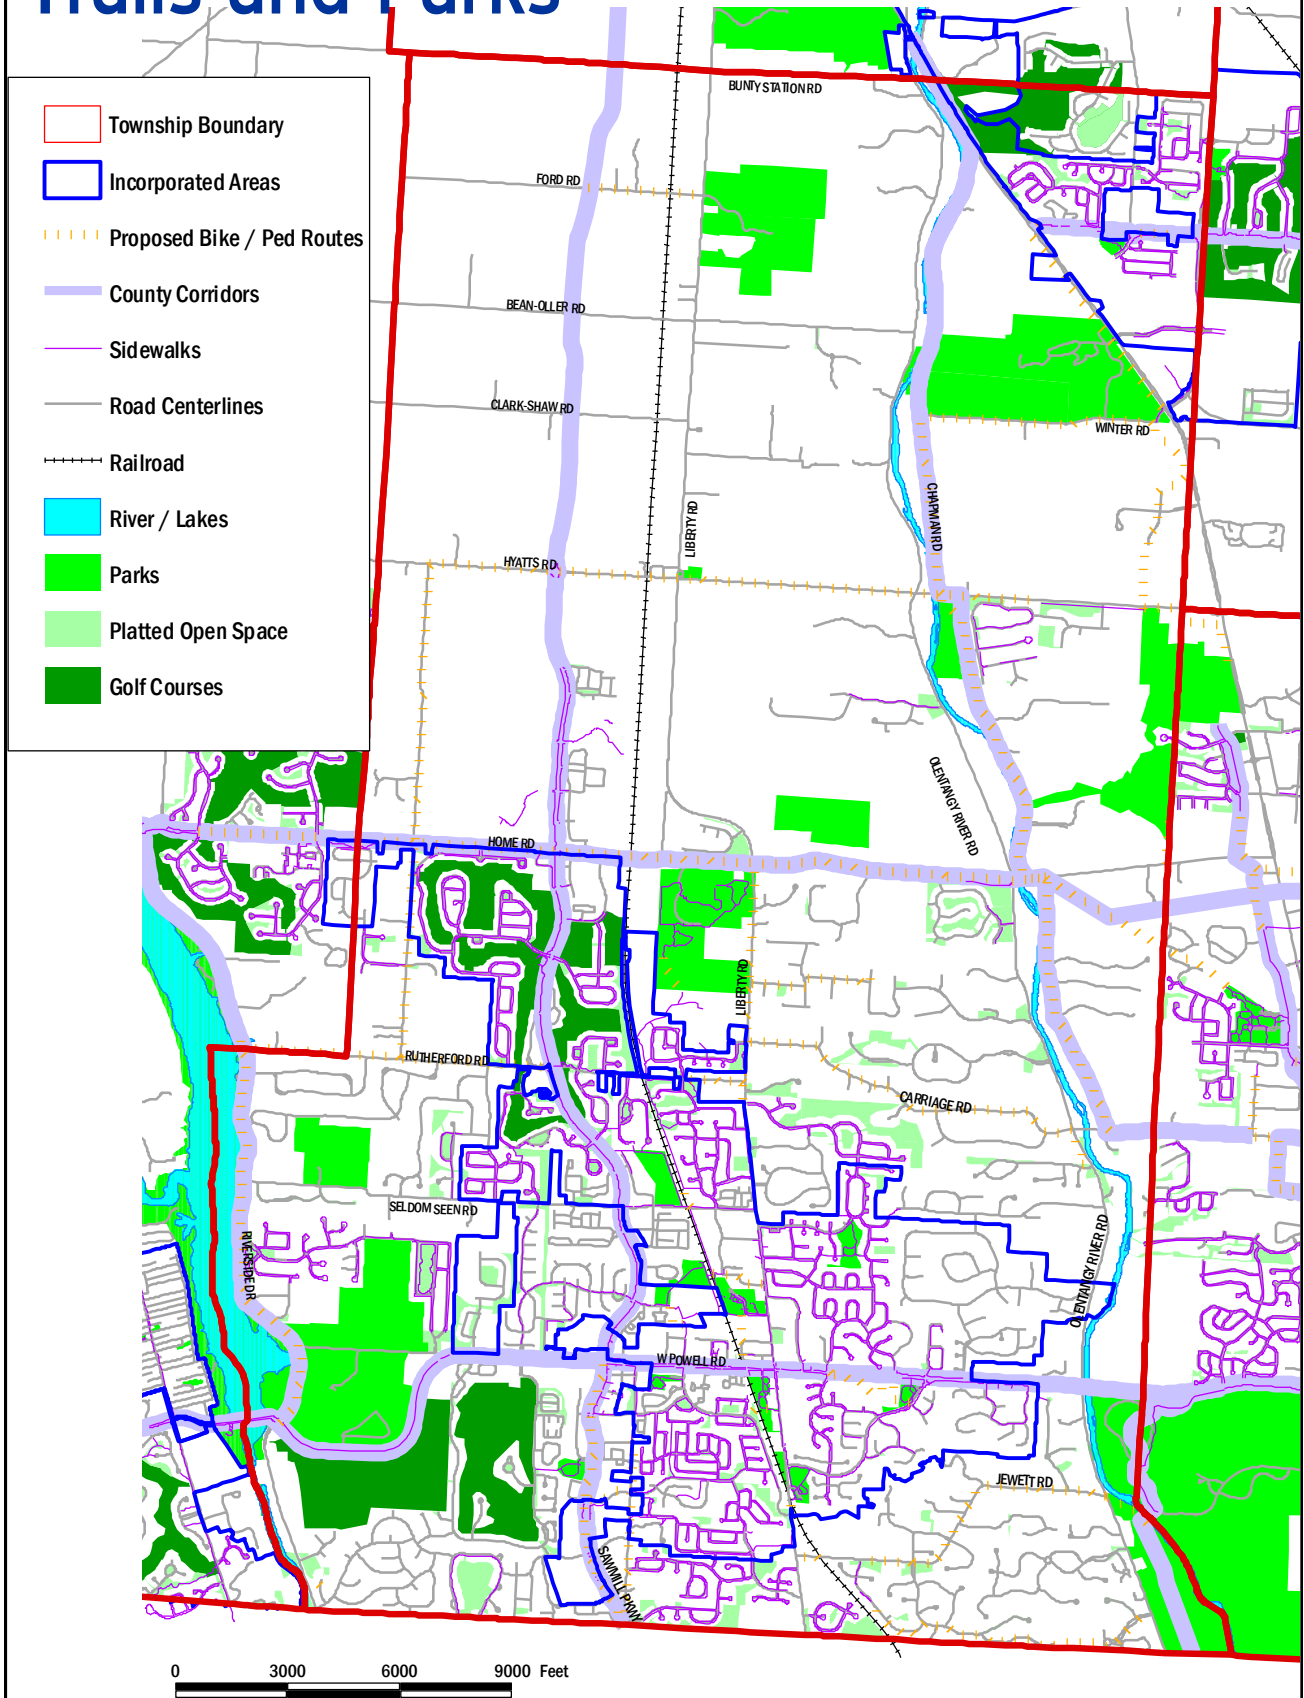 Trails and Parks
Township Boundary
Incorporated Areas
Proposed Bike / Ped Routes
County Corridors
Sidewalks
Road Centerlines
Railroad
River / Lakes
Parks
Platted Open Space
Golf Courses
BUNTY STATION RD
FORD RD
BEAN-OLLER RD
CLARK-SHAW RD
WINTER RD
CHAPMAN RD
LIBERTY RD
HYATTS RD
OLENTANGY RIVER RD
HOME RD
LIBERTY RD
RUTHERFORD RD
CARRIAGE RD
SELDOM SEEN RD
RIVERSIDE DR
OLENTANGY RIVER RD
W POWELL RD
JEWETT RD
SAWMILL PKWY
0 3000 6000 9000 Feet